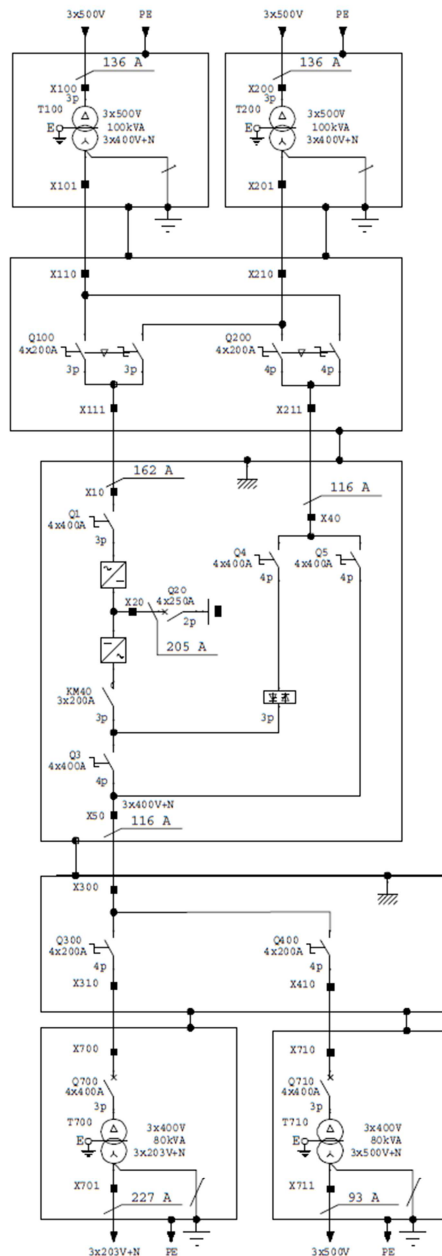 3x500V PE 3x500V PE
136 A 136 A
X100 X200
3p 3p
T100 3x500V T200 3x500V
E 100kVA E 100kVA
3x400V+N 3x400V+N
X101 X201
X110 X210
Q100 Q200
4x200A 4x200A
3p 3p 4p 4p
X111 X211
162 A
X10 116 A
Q1 X40
4x400A Q4 Q5
3p 4x400A 4x400A
4p 4p
Q20
X20 4x250A
2p
205 A
KM40
3x200A
3p 3p
Q3
4x400A
4p
3x400V+N
X50
116 A
X300
Q300 Q400
4x200A 4x200A
4p 4p
X310 X410
X700 X710
Q700 Q710
4x400A 4x400A
3p 3p
T700 3x400V T710 3x400V
E 80kVA E 80kVA
3x203V+N 3x500V+N
X701 X711
227 A 93 A
3x203V+N PE 3x500V PE